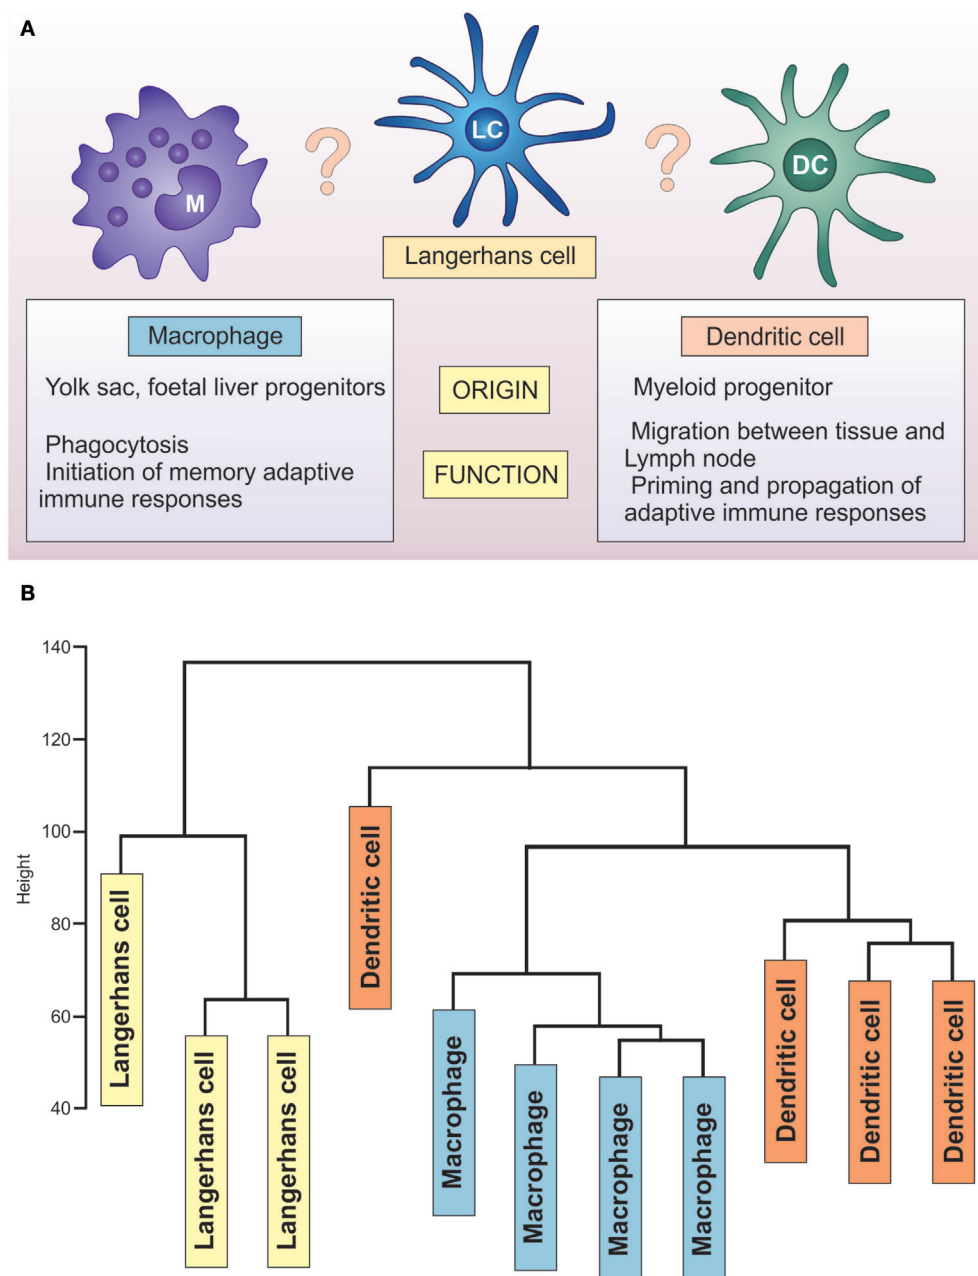 A
?
?
LC
DC
M
Langerhans cell
Macrophage
Yolk sac, foetal liver progenitors
Phagocytosis
Initiation of memory adaptive
immune responses
ORIGIN
FUNCTION
Dendritic cell
Myeloid progenitor
Migration between tissue and
Lymph node
Priming and propagation of
adaptive immune responses
B
Height
140
120
100
80
60
40
Langerhans cell
Langerhans cell
Langerhans cell
Dendritic cell
Macrophage
Macrophage
Macrophage
Macrophage
Dendritic cell
Dendritic cell
Dendritic cell